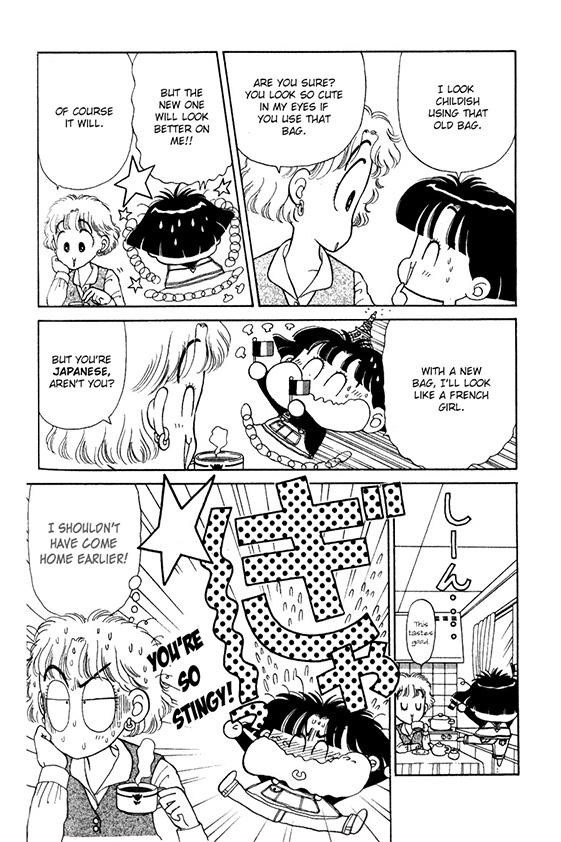 I LOOK
CHILDISH
USING THAT
OLD BAG.
ARE YOU SURE?
YOU LOOK SO CUTE
IN MY EYES IF
YOU USE THAT
BAG.
BUT THE
NEW ONE
WILL LOOK
BETTER ON
ME!!
OF COURSE
IT WILL.
WITH A NEW
BAG, I'LL LOOK
LIKE A FRENCH
GIRL.
BUT YOU'RE
JAPANESE,
AREN'T YOU?
しーん…
This
tastes
good.
ぎゃ〜
YOU'RE
SO
STINGY!
I SHOULDN'T
HAVE COME
HOME EARLIER!